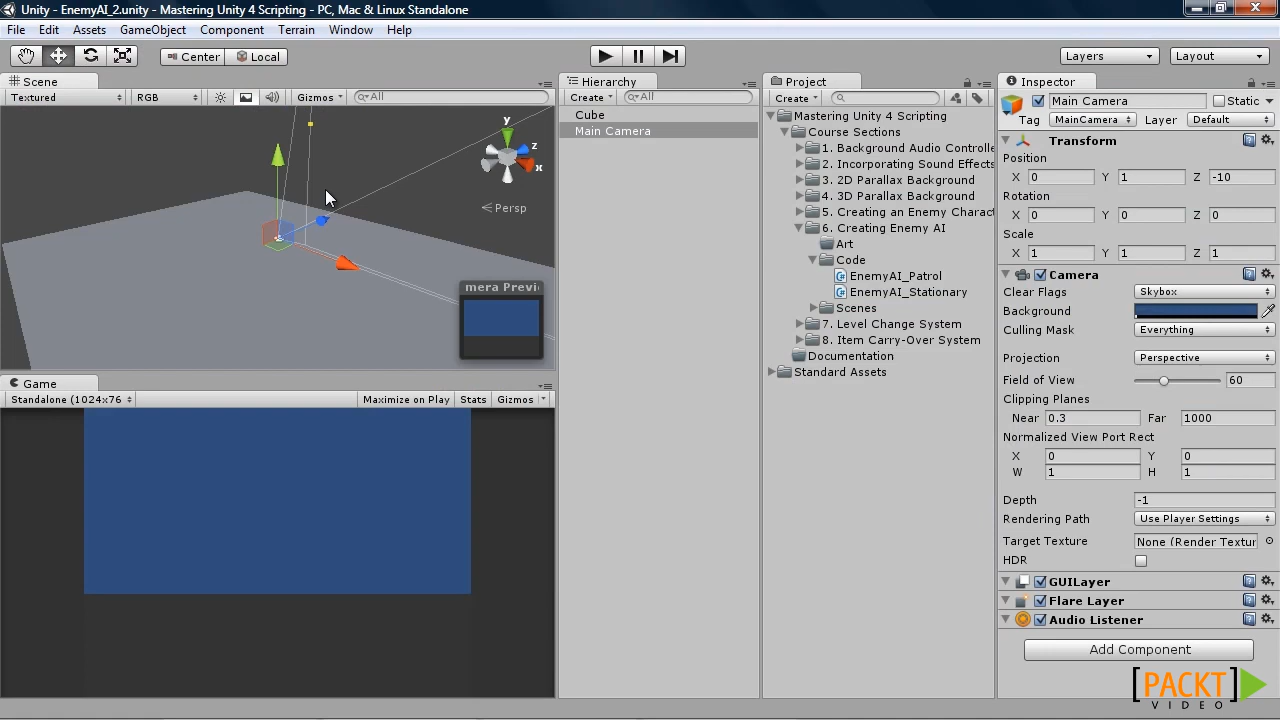 Unity - EnemyAI_2.unity - Mastering Unity 4 Scripting - PC, Mac & Linux Standalone
File Edit Assets GameObject Component Terrain Window Help
Center Local Layers Layout
Scene
Textured RGB Gizmos All
y
z
x
Persp
mera Previ
Game
Standalone (1024x76 Maximize on Play Stats Gizmos
Hierarchy
Create All
Cube
Main Camera
Project
Create
Mastering Unity 4 Scripting
Course Sections
1. Background Audio Controlle
2. Incorporating Sound Effects
3. 2D Parallax Background
4. 3D Parallax Background
5. Creating an Enemy Charact
6. Creating Enemy AI
Art
Code
EnemyAI_Patrol
EnemyAI_Stationary
Scenes
7. Level Change System
8. Item Carry-Over System
Documentation
Standard Assets
Inspector
Main Camera Static
Tag MainCamera Layer Default
Transform
Position
X 0 Y 1 Z -10
Rotation
X 0 Y 0 Z 0
Scale
X 1 Y 1 Z 1
Camera
Clear Flags Skybox
Background
Culling Mask Everything
Projection Perspective
Field of View 60
Clipping Planes
Near 0.3 Far 1000
Normalized View Port Rect
X 0 Y 0
W 1 H 1
Depth -1
Rendering Path Use Player Settings
Target Texture None (Render Textur
HDR
GUILayer
Flare Layer
Audio Listener
Add Component
[PACKT]
VIDEO